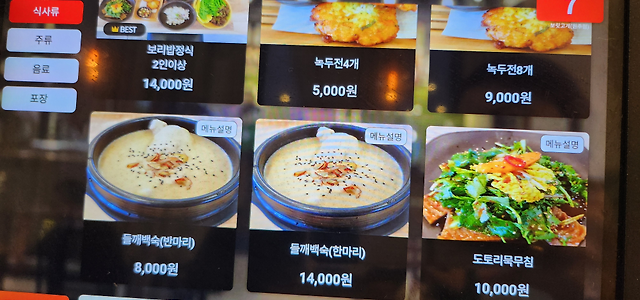 식사류
주류
음료
포장
BEST
보리밥정식
2인이상
14,000원
녹두전4개
5,000원
7
녹두전8개
9,000원
메뉴설명
들깨백숙(반마리)
8,000원
메뉴설명
들깨백숙(한마리)
14,000원
메뉴설명
도토리묵무침
10,000원